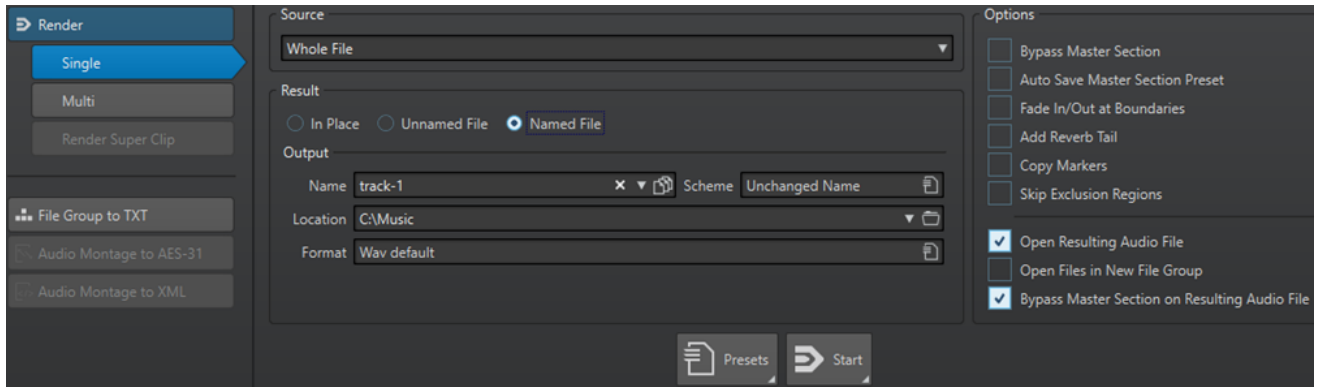 Render
Single
Multi
Render Super Clip
File Group to TXT
Audio Montage to AES-31
Audio Montage to XML
Source
Whole File
Result
In Place Unnamed File Named File
Output
Name track-1 Scheme Unchanged Name
Location C:\Music
Format Wav default
Presets Start
Options
Bypass Master Section
Auto Save Master Section Preset
Fade In/Out at Boundaries
Add Reverb Tail
Copy Markers
Skip Exclusion Regions
Open Resulting Audio File
Open Files in New File Group
Bypass Master Section on Resulting Audio File